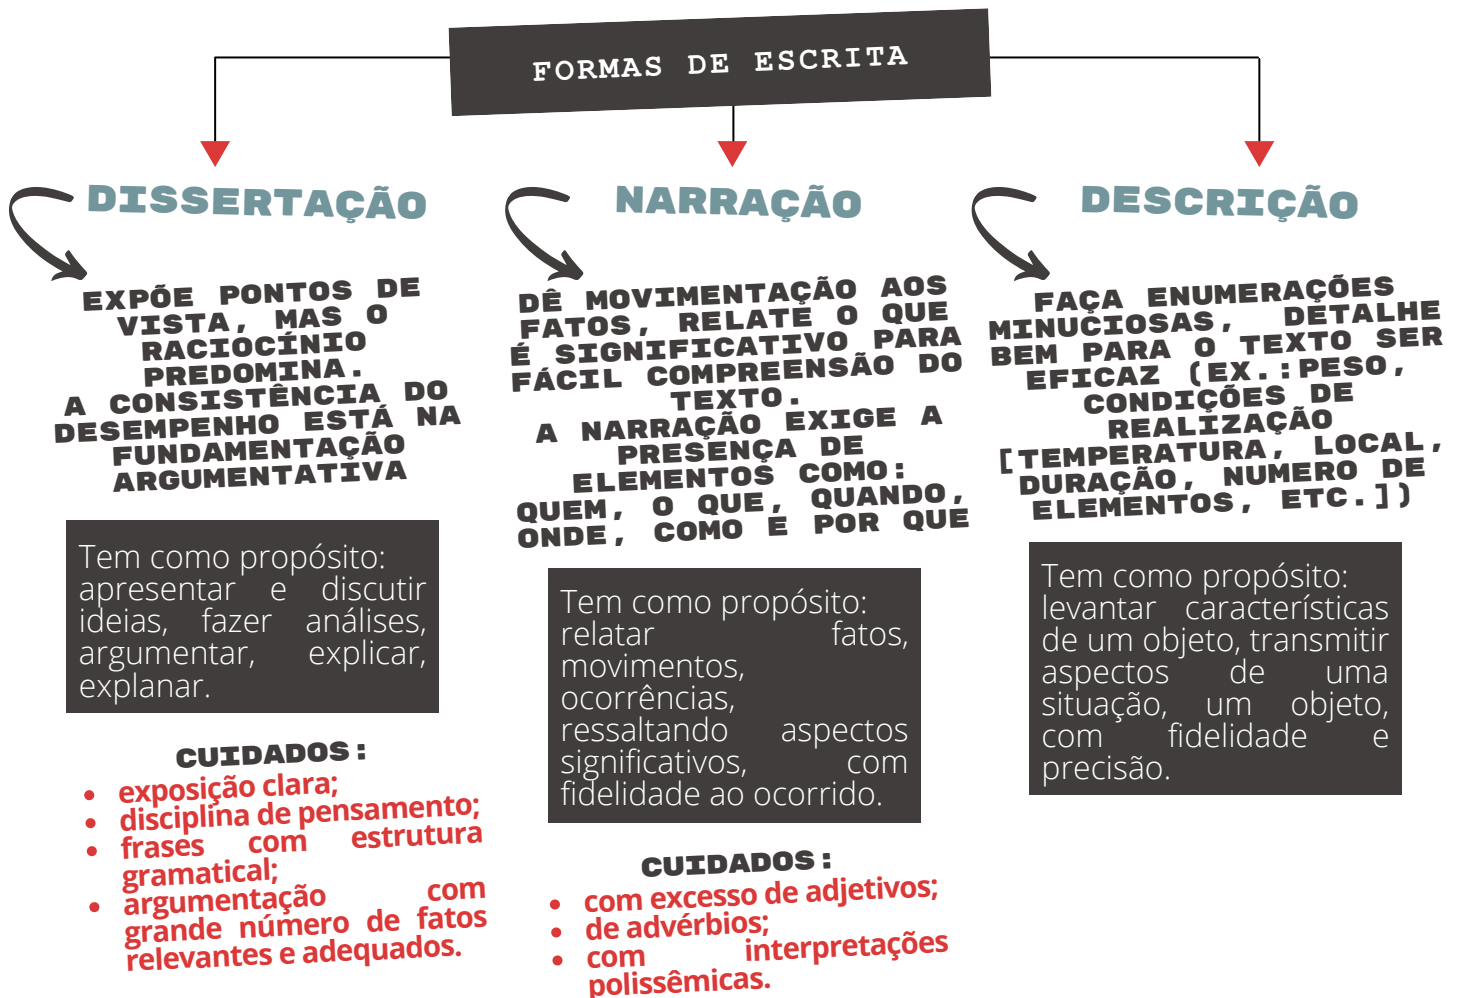 FORMAS DE ESCRITA
DISSERTAÇÃO
EXPÕE PONTOS DE
VISTA, MAS O
RACIOCÍNIO
PREDOMINA.
A CONSISTÊNCIA DO
DESEMPENHO ESTÁ NA
FUNDAMENTAÇÃO
ARGUMENTATIVA
Tem como propósito:
apresentar e discutir
ideias, fazer análises,
argumentar, explicar,
explanar.
CUIDADOS:
• exposição clara;
• disciplina de pensamento;
• frases com estrutura
gramatical;
• argumentação com
grande número de fatos
relevantes e adequados.
NARRAÇÃO
DÊ MOVIMENTAÇÃO AOS
FATOS, RELATE O QUE
É SIGNIFICATIVO PARA
FÁCIL COMPREENSÃO DO
TEXTO.
A NARRAÇÃO EXIGE A
PRESENÇA DE
ELEMENTOS COMO:
QUEM, O QUE, QUANDO,
ONDE, COMO E POR QUE
Tem como propósito:
relatar fatos,
movimentos,
ocorrências,
ressaltando aspectos
significativos, com
fidelidade ao ocorrido.
CUIDADOS:
• com excesso de adjetivos;
• de advérbios;
• com interpretações
polissêmicas.
DESCRIÇÃO
FAÇA ENUMERAÇÕES
MINUCIOSAS, DETALHE
BEM PARA O TEXTO SER
EFICAZ (EX.:PESO,
CONDIÇÕES DE
REALIZAÇÃO
[TEMPERATURA, LOCAL,
DURAÇÃO, NUMERO DE
ELEMENTOS, ETC.])
Tem como propósito:
levantar características
de um objeto, transmitir
aspectos de uma
situação, um objeto,
com fidelidade e
precisão.